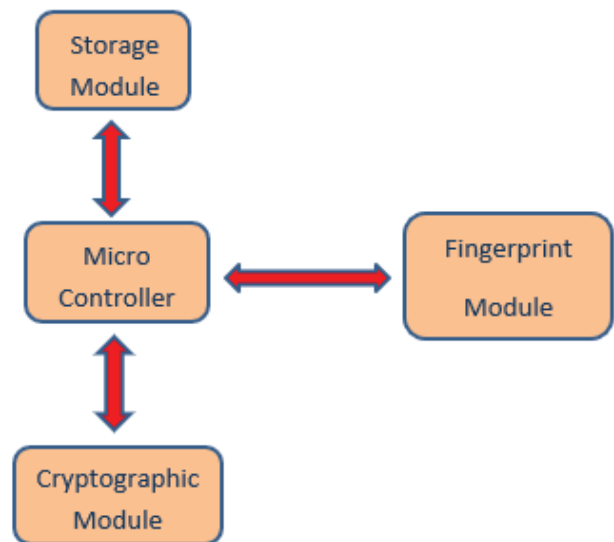 Storage
Module
Micro
Controller
Fingerprint
Module
Cryptographic
Module